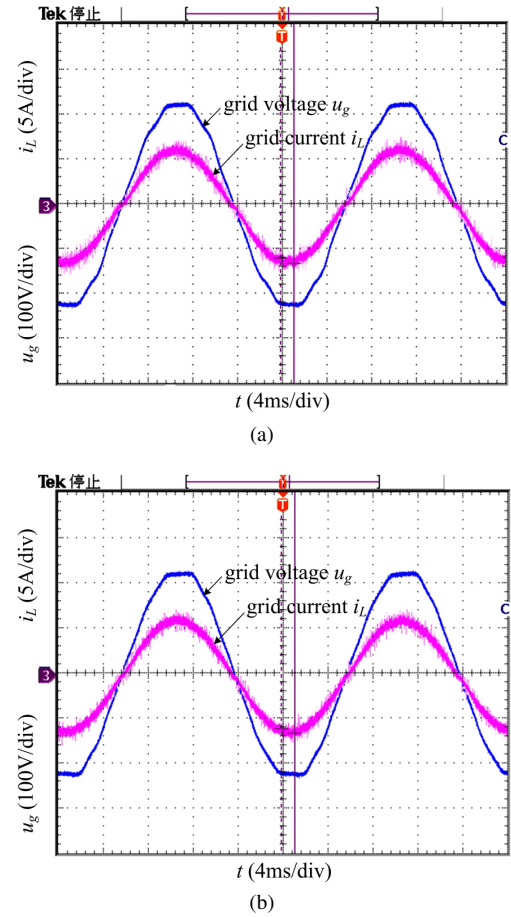 Tek 停止
T
grid voltage ug
grid current iL
iL (5A/div)
ug (100V/div)
3
C
t (4ms/div)
(a)
Tek 停止
T
grid voltage ug
grid current iL
iL (5A/div)
ug (100V/div)
3
C
t (4ms/div)
(b)